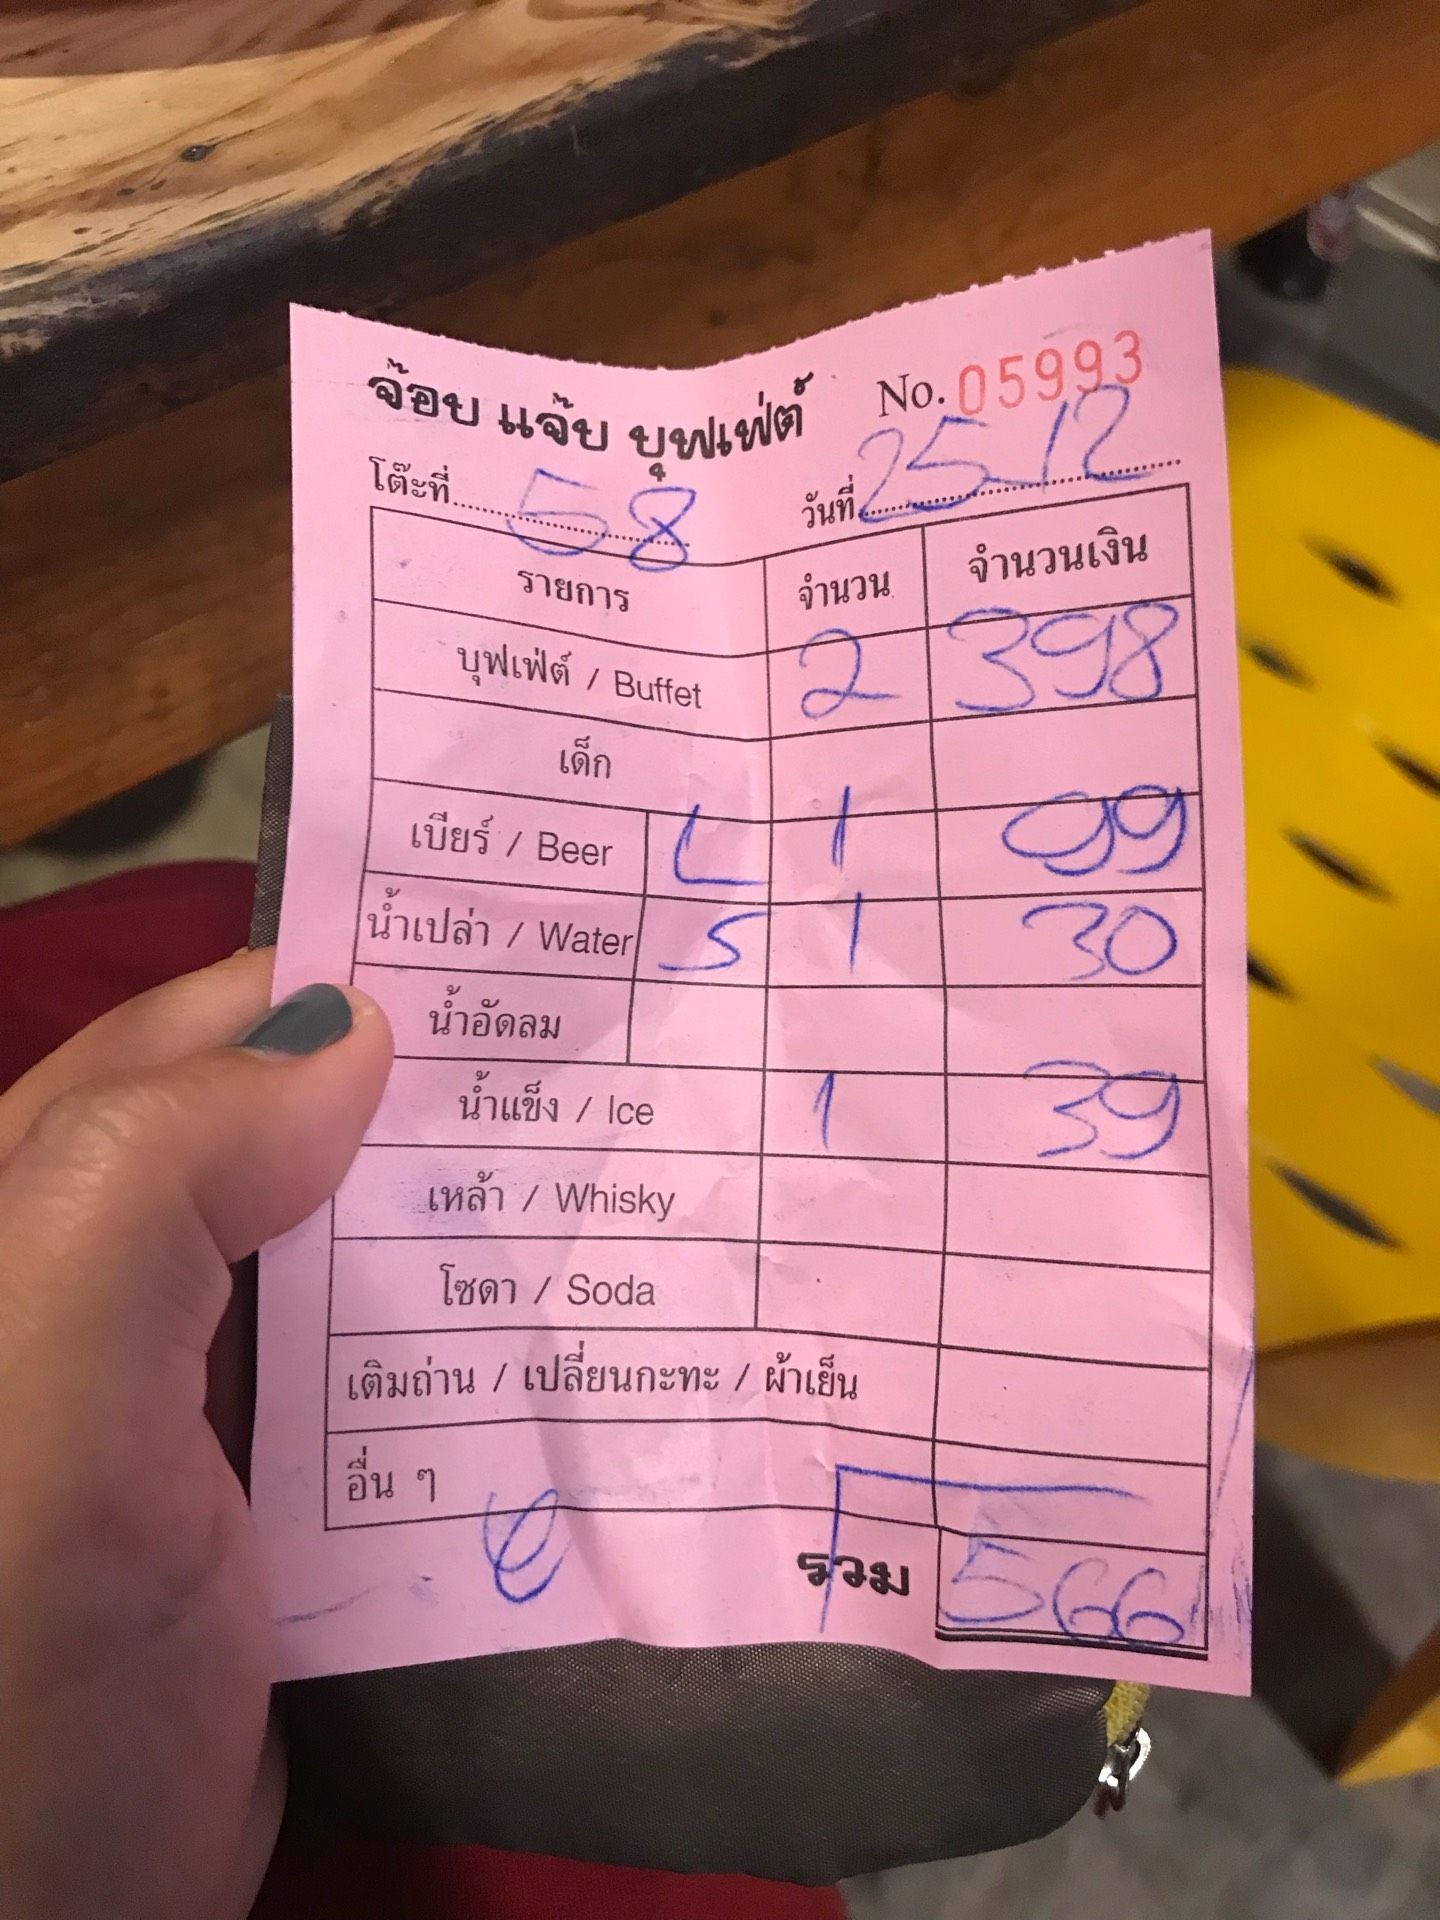 จ๊อบ แจ๊บ บุฟเฟ่ต์ No. 05993
โต๊ะที่ 58 วันที่ 25-12
รายการ จำนวน จำนวนเงิน
บุฟเฟ่ต์ / Buffet 2 398
เด็ก
เบียร์ / Beer L 1 99
น้ำเปล่า / Water S 1 30
น้ำอัดลม
น้ำแข็ง / Ice 1 39
เหล้า / Whisky
โซดา / Soda
เติมถ่าน / เปลี่ยนกะทะ / ผ้าเย็น
อื่น ๆ
รวม 566